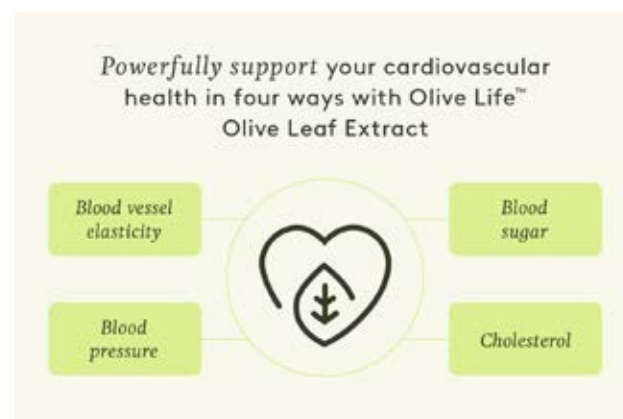 Powerfully support your cardiovascular
health in four ways with Olive Life™
Olive Leaf Extract
Blood vessel
elasticity
Blood
sugar
Blood
pressure
Cholesterol